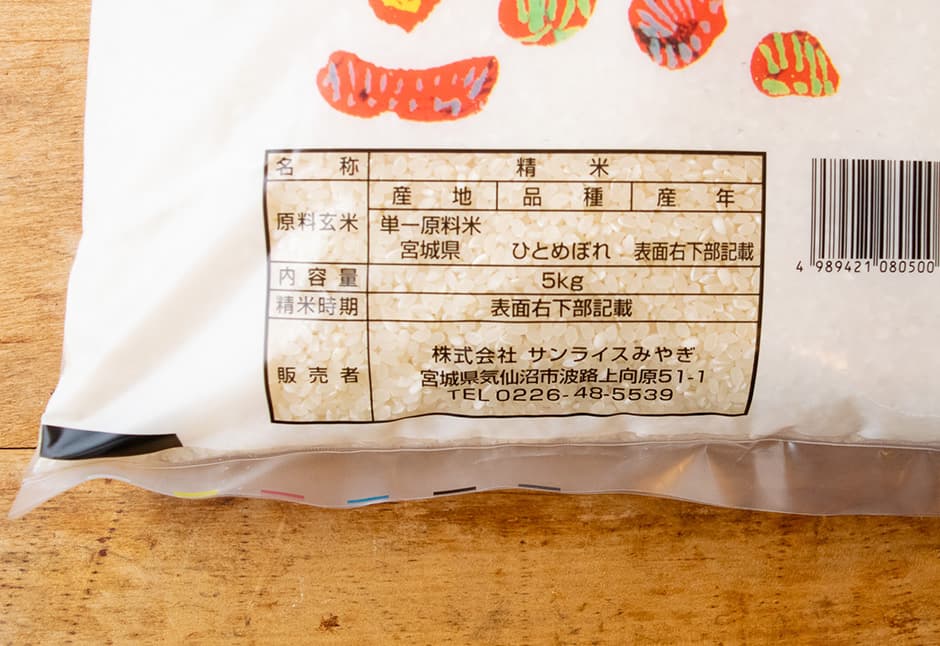 名称 精米
産地 品種 産年
原料玄米 単一原料米
宮城県 ひとめぼれ 表面右下部記載
内容量 5kg
精米時期 表面右下部記載
株式会社 サンライスみやぎ
販売者 宮城県気仙沼市波路上向原51-1
TEL 0226-48-5539
4 989421 080500